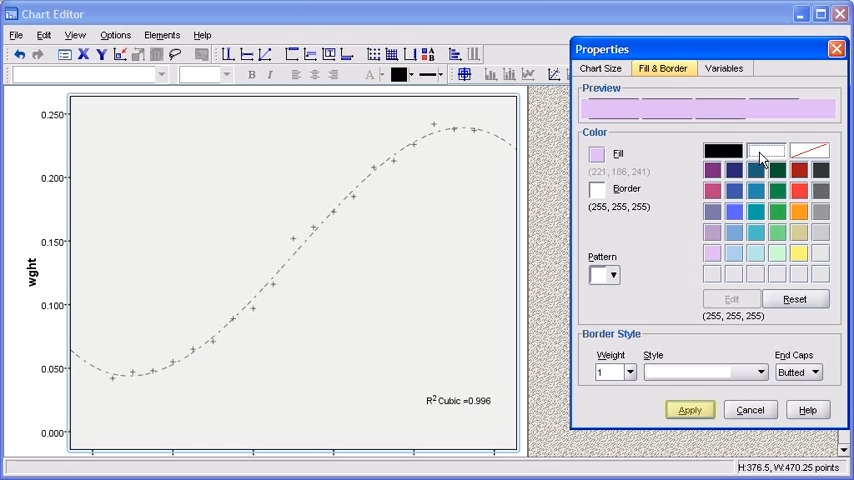 Chart Editor
File Edit View Options Elements Help
X Y
A B
B I
A
0.250
0.200
0.150
0.100
0.050
0.000
wght
R2 Cubic =0.996
Properties
Chart Size Fill & Border Variables
Preview
Color
Fill
(221, 186, 241)
Border
(255, 255, 255)
Pattern
Edit Reset
(255, 255, 255)
Border Style
Weight Style End Caps
1 Butted
Apply Cancel Help
H:376.5, W:470.25 points